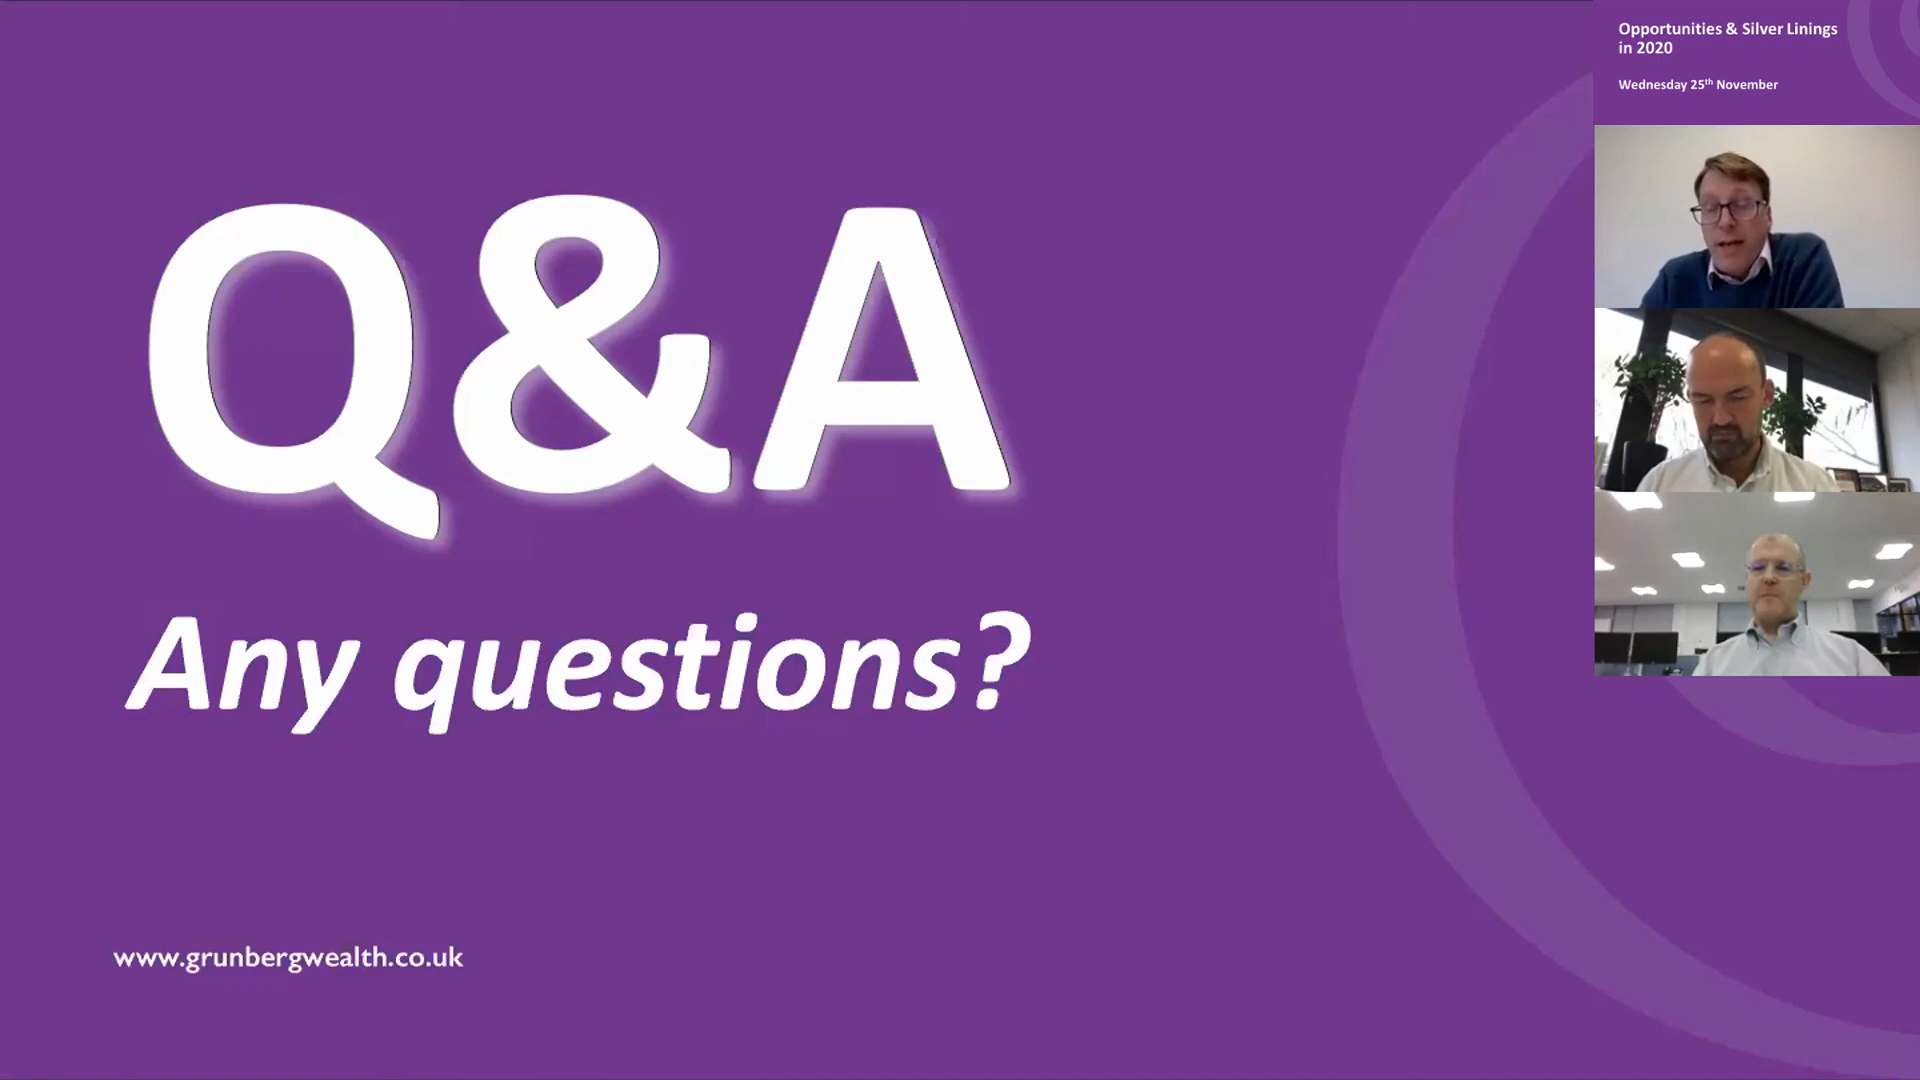 Opportunities & Silver Linings
in 2020
Wednesday 25th November
Q&A
Any questions?
www.grunbergwealth.co.uk